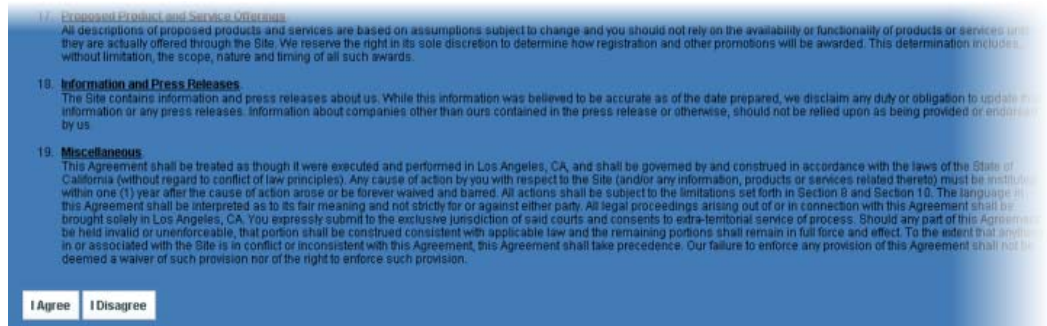 17. Proposed Product and Service Offerings.
All descriptions of proposed products and services are based on assumptions subject to change and you should not rely on the availability or functionality of products or services until
they are actually offered through the Site. We reserve the right in its sole discretion to determine how registration and other promotions will be awarded. This determination includes,
without limitation, the scope, nature and timing of all such awards.
18. Information and Press Releases.
The Site contains information and press releases about us. While this information was believed to be accurate as of the date prepared, we disclaim any duty or obligation to update this
information or any press releases. Information about companies other than ours contained in the press release or otherwise, should not be relied upon as being provided or endorsed
by us.
19. Miscellaneous.
This Agreement shall be treated as though it were executed and performed in Los Angeles, CA, and shall be governed by and construed in accordance with the laws of the State of
California (without regard to conflict of law principles). Any cause of action by you with respect to the Site (and/or any information, products or services related thereto) must be instituted
within one (1) year after the cause of action arose or be forever waived and barred. All actions shall be subject to the limitations set forth in Section 8 and Section 10. The language in
this Agreement shall be interpreted as to its fair meaning and not strictly for or against either party. All legal proceedings arising out of or in connection with this Agreement shall be
brought solely in Los Angeles, CA. You expressly submit to the exclusive jurisdiction of said courts and consents to extra-territorial service of process. Should any part of this Agreement
be held invalid or unenforceable, that portion shall be construed consistent with applicable law and the remaining portions shall remain in full force and effect. To the extent that anything
in or associated with the Site is in conflict or inconsistent with this Agreement, this Agreement shall take precedence. Our failure to enforce any provision of this Agreement shall not be
deemed a waiver of such provision nor of the right to enforce such provision.
I Agree I Disagree